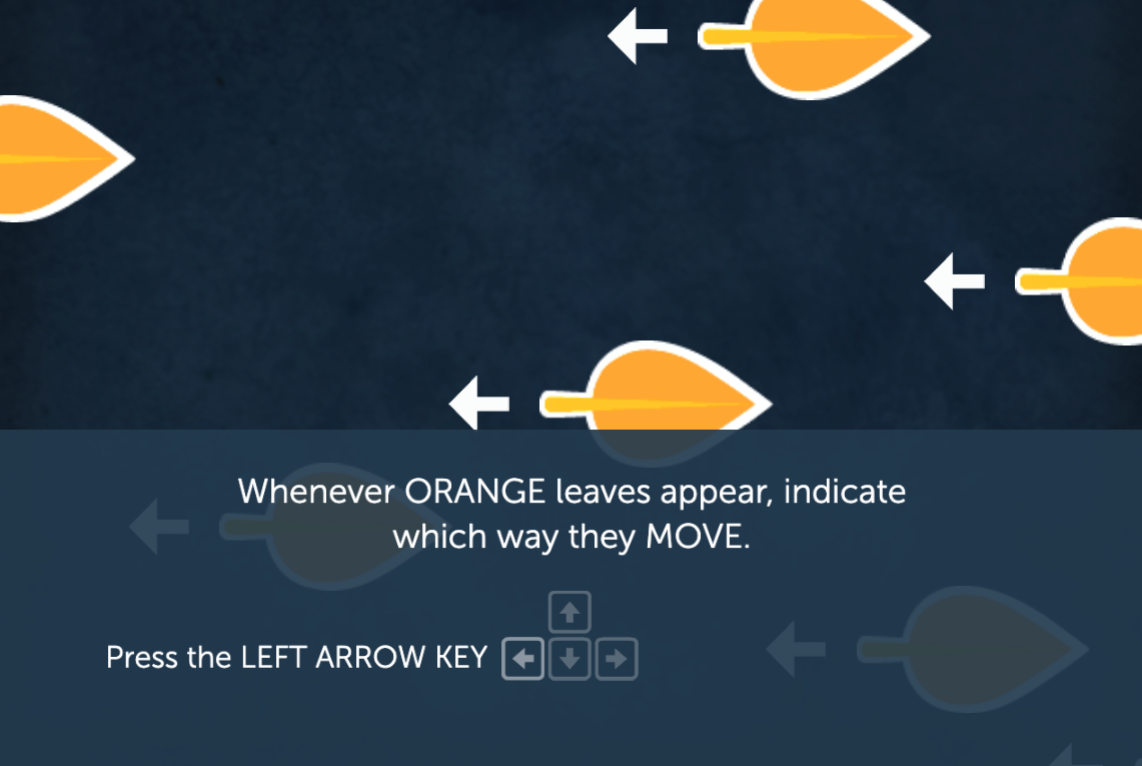 Whenever ORANGE leaves appear, indicate
which way they MOVE.
Press the LEFT ARROW KEY